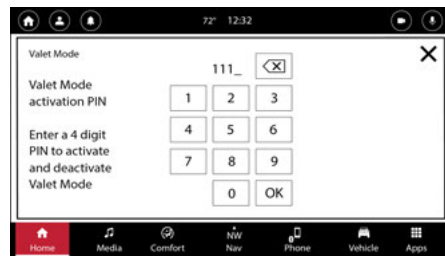 72° 12:32
Valet Mode
111_
Valet Mode
activation PIN
1 2 3
Enter a 4 digit
PIN to activate
and deactivate
Valet Mode
4 5 6
7 8 9
0 OK
NW
Home Media Comfort Nav Phone Vehicle Apps